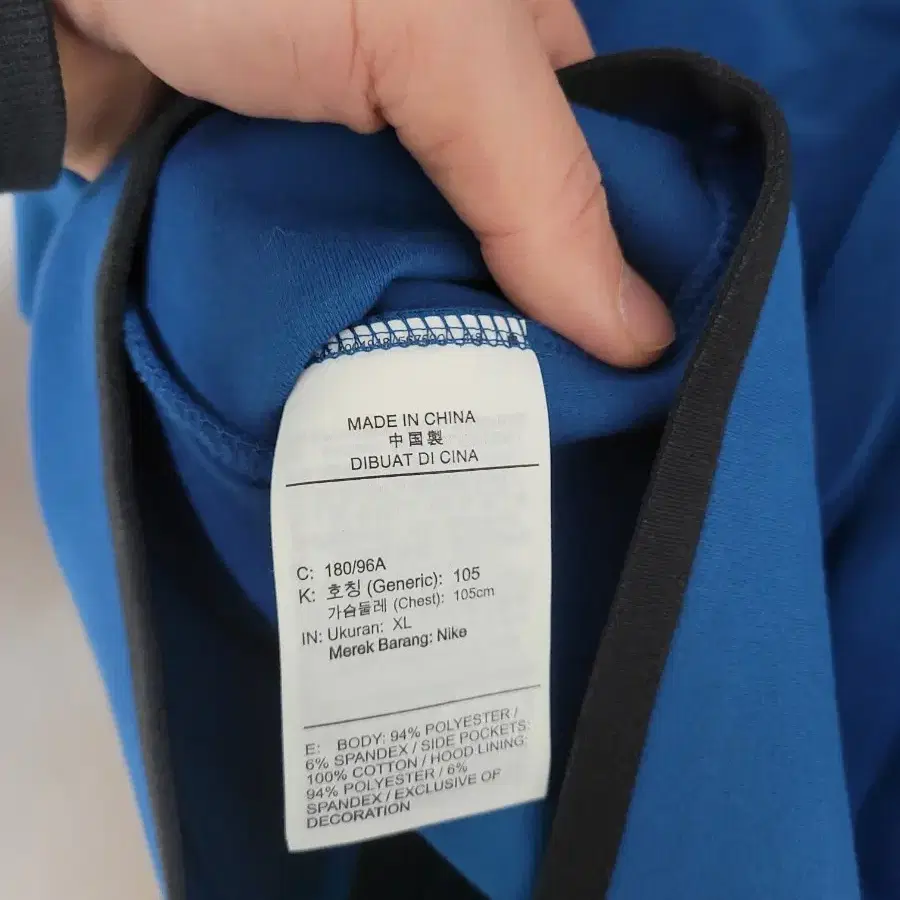 MADE IN CHINA
中国製
DIBUAT DI CINA
C: 180/96A
K: 호칭 (Generic): 105
가슴둘레 (Chest): 105cm
IN: Ukuran: XL
Merek Barang: Nike
E: BODY: 94% POLYESTER /
6% SPANDEX / SIDE POCKETS:
100% COTTON / HOOD LINING:
94% POLYESTER / 6%
SPANDEX / EXCLUSIVE OF
DECORATION